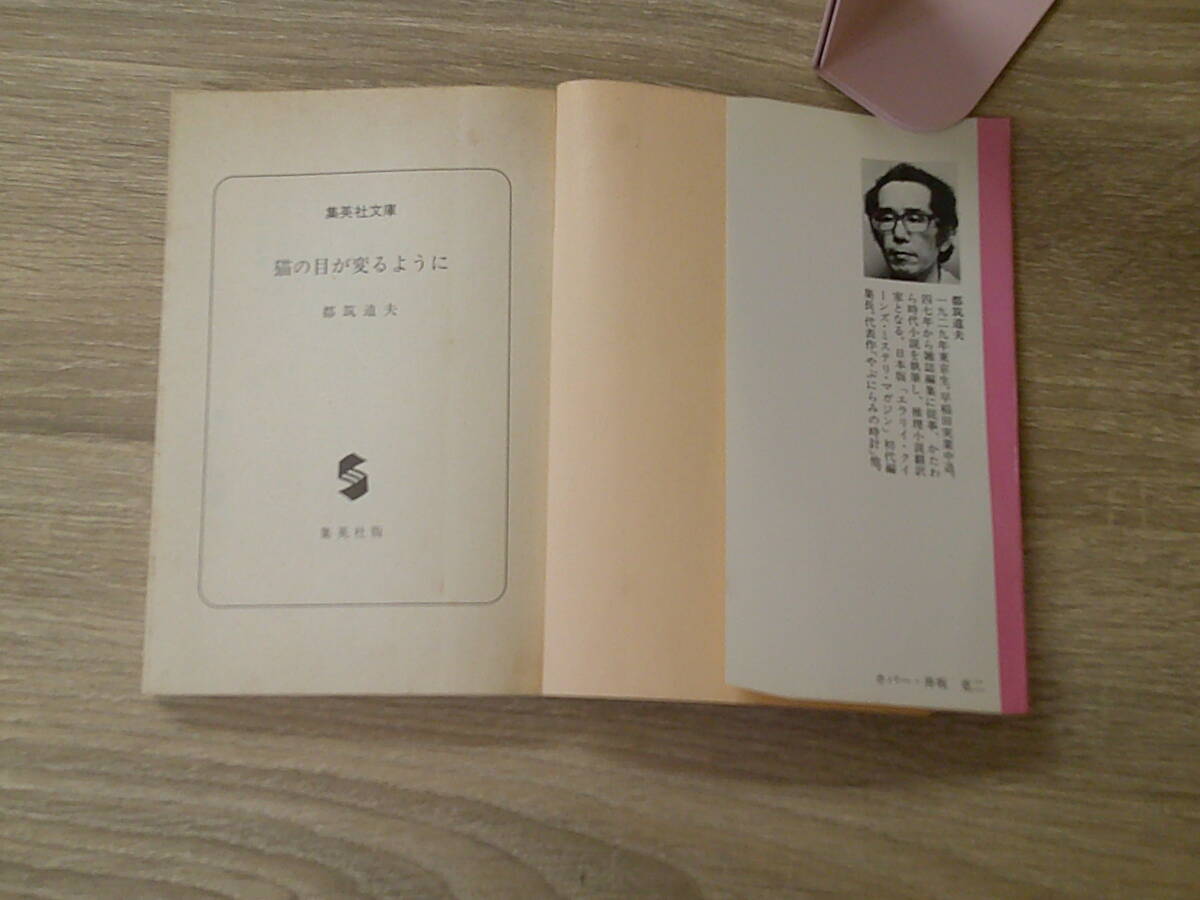 集英社文庫
猫の目が変るように
都筑道夫
集英社版
都筑道夫
一九二九年東京生。早稲田実業中退。
四七年から雑誌編集に従事、かたわ
ら時代小説を執筆し、推理小説翻訳
家となる。日本版「エラリイ・クイ
ーンズ・ミステリ・マガジン」初代編
集長。代表作、「やぶにらみの時計」他。
カバー・